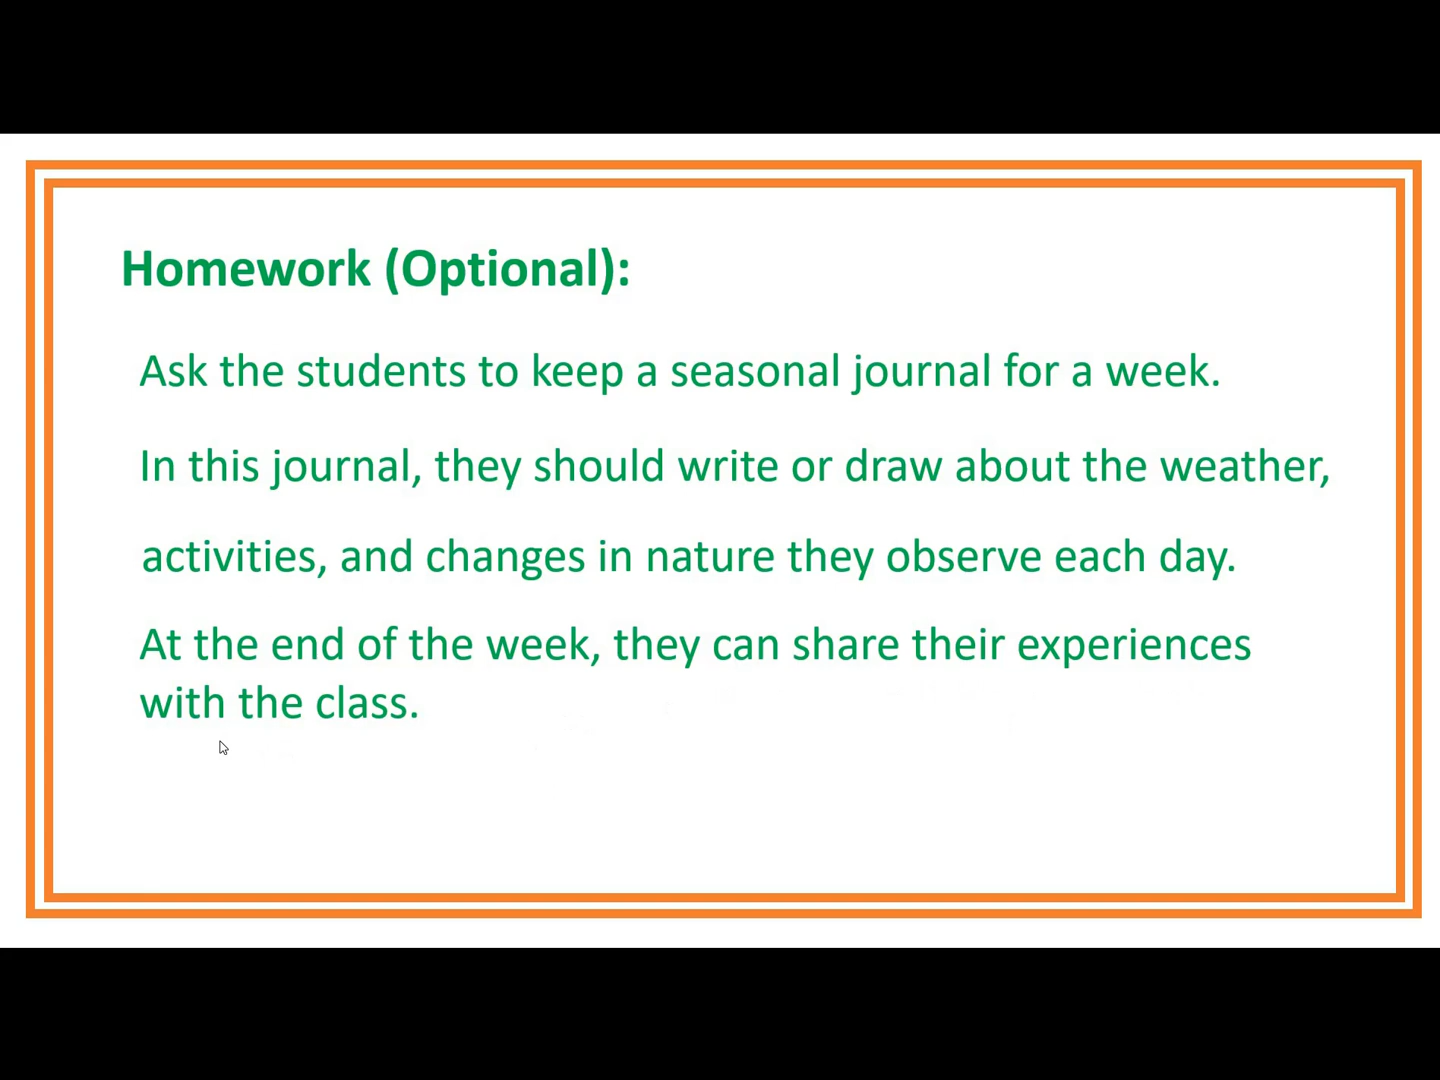 Homework (Optional):
Ask the students to keep a seasonal journal for a week.
In this journal, they should write or draw about the weather,
activities, and changes in nature they observe each day.
At the end of the week, they can share their experiences
with the class.